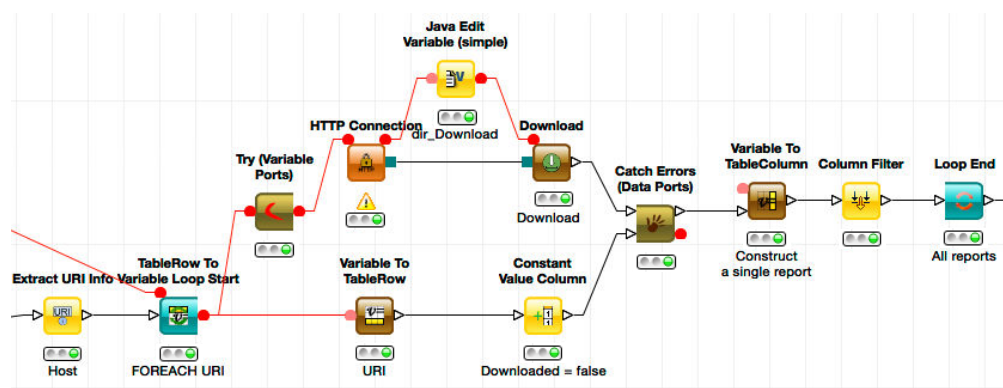 Java Edit
Variable (simple)
dir_Download
HTTP Connection
HTTP
Download
Download
Try (Variable
Ports)
Catch Errors
(Data Ports)
Variable To
TableColumn
Construct
a single report
Column Filter
Loop End
All reports
Extract URI Info
URI
Host
TableRow To
Variable Loop Start
FOREACH URI
Variable To
TableRow
URI
Constant
Value Column
Downloaded = false